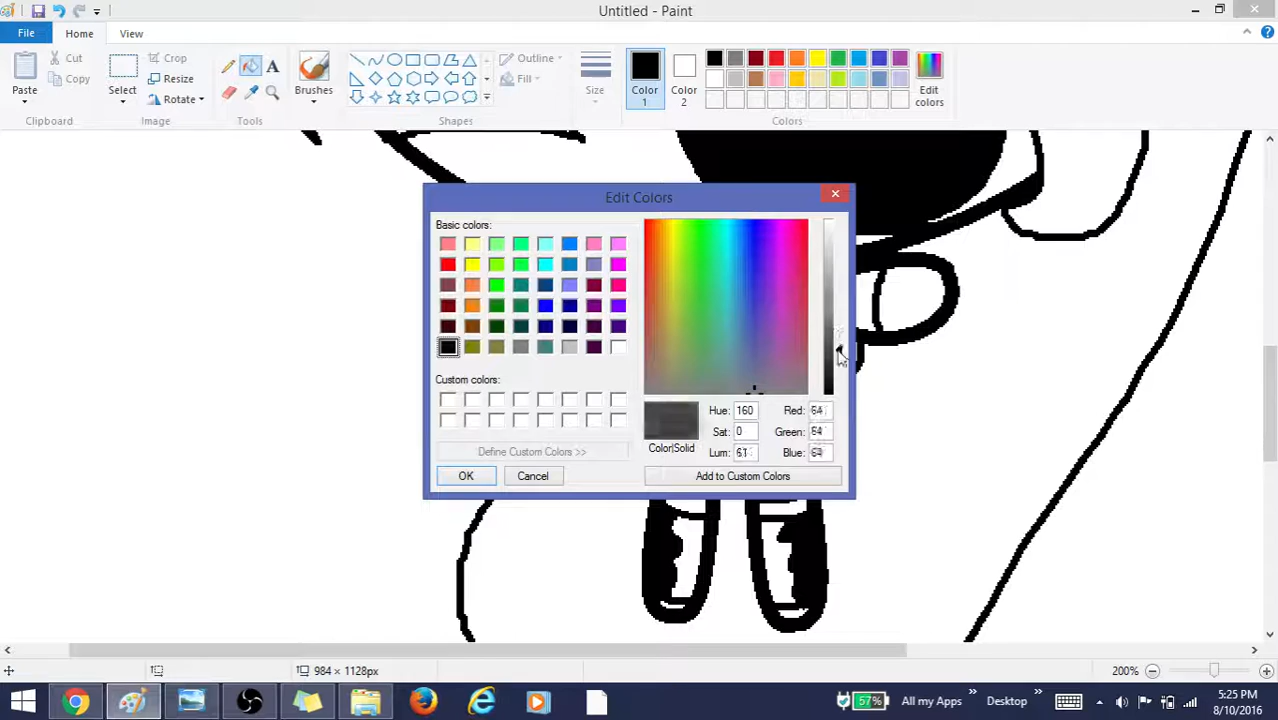 Untitled - Paint
File
Home
View
Paste
Cut
Copy
Clipboard
Select
Crop
Resize
Rotate
Image
A
Tools
Brushes
Outline
Fill
Shapes
Size
Color
1
Color
2
Edit
colors
Colors
Edit Colors
Basic colors:
Custom colors:
Define Custom Colors >>
OK
Cancel
Hue: 160
Sat: 0
Lum: 61
Red: 64
Green: 64
Blue: 64
Color|Solid
Add to Custom Colors
984 × 1128px
200%
57%
All my Apps
Desktop
5:25 PM
8/10/2016